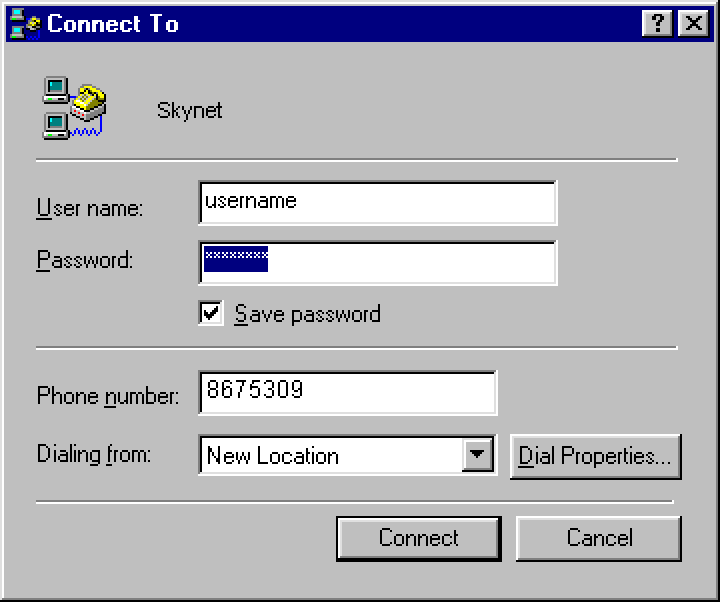 Connect To
Skynet
User name: username
Password: ********
Save password
Phone number: 8675309
Dialing from: New Location Dial Properties...
Connect Cancel